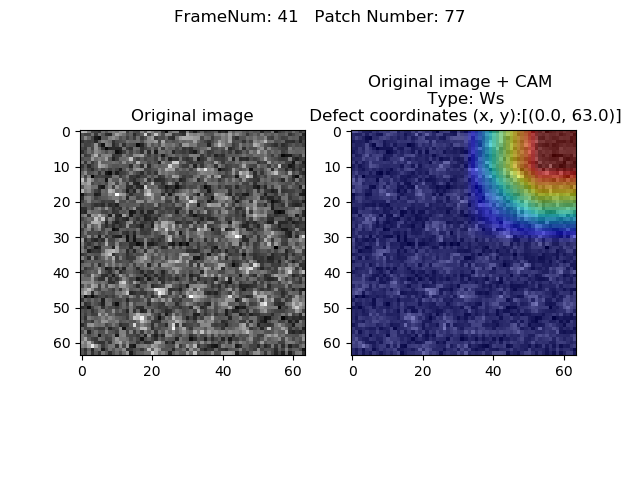 FrameNum: 41   Patch Number: 77
Original image
0
10
20
30
40
50
60
0 20 40 60
Original image + CAM
Type: Ws
Defect coordinates (x, y):[(0.0, 63.0)]
0
10
20
30
40
50
60
0 20 40 60